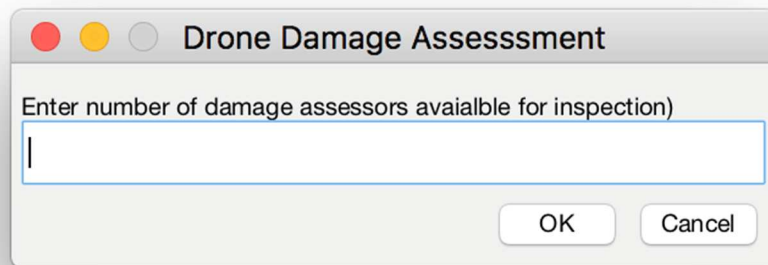 Drone Damage Assesssment
Enter number of damage assessors avaialble for inspection)
OK
Cancel